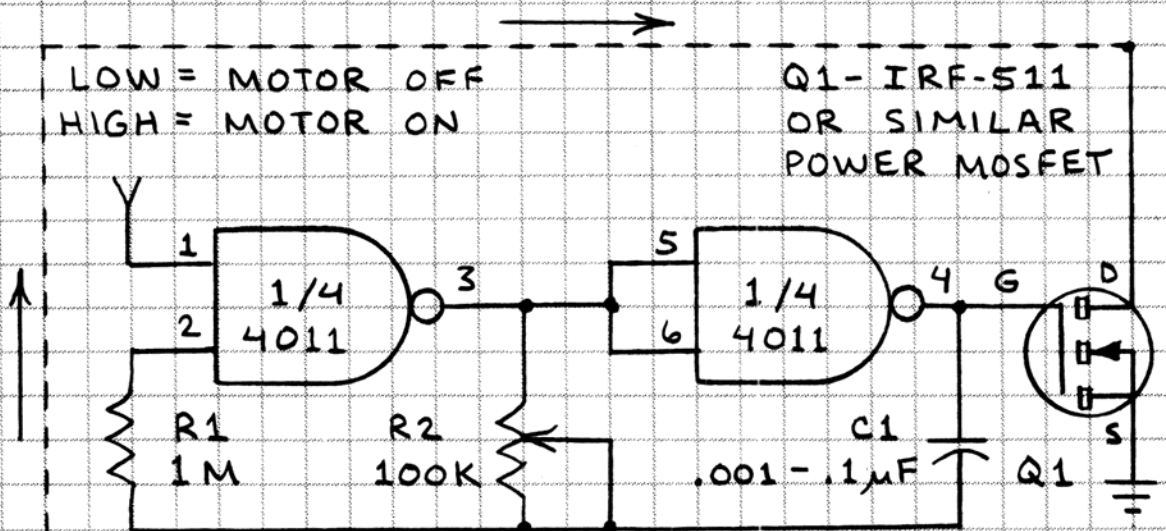 LOW = MOTOR OFF
HIGH = MOTOR ON
Q1- IRF-511
OR SIMILAR
POWER MOSFET
1
2
1/4
4011
3
5
6
1/4
4011
4
G
D
S
R1
1M
R2
100K
C1
.001 - .1µF
Q1